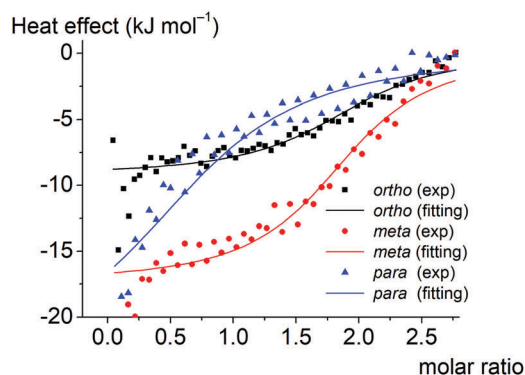 Heat effect (kJ mol⁻¹)
0
-5
-10
-15
-20
ortho (exp)
ortho (fitting)
meta (exp)
meta (fitting)
para (exp)
para (fitting)
0.0 0.5 1.0 1.5 2.0 2.5
molar ratio